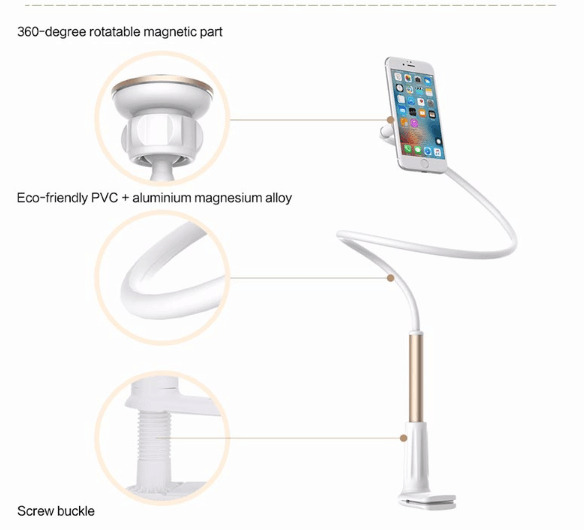 360-degree rotatable magnetic part
Eco-friendly PVC + aluminium magnesium alloy
Screw buckle